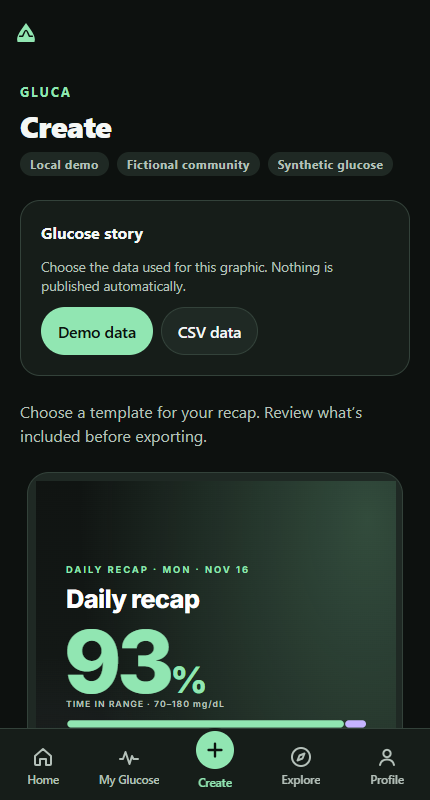 GLUCA
Create
Local demo
Fictional community
Synthetic glucose
Glucose story
Choose the data used for this graphic. Nothing is
published automatically.
Demo data
CSV data
Choose a template for your recap. Review what’s
included before exporting.
DAILY RECAP · MON · NOV 16
Daily recap
93%
TIME IN RANGE · 70–180 mg/dL
Home
My Glucose
Create
Explore
Profile